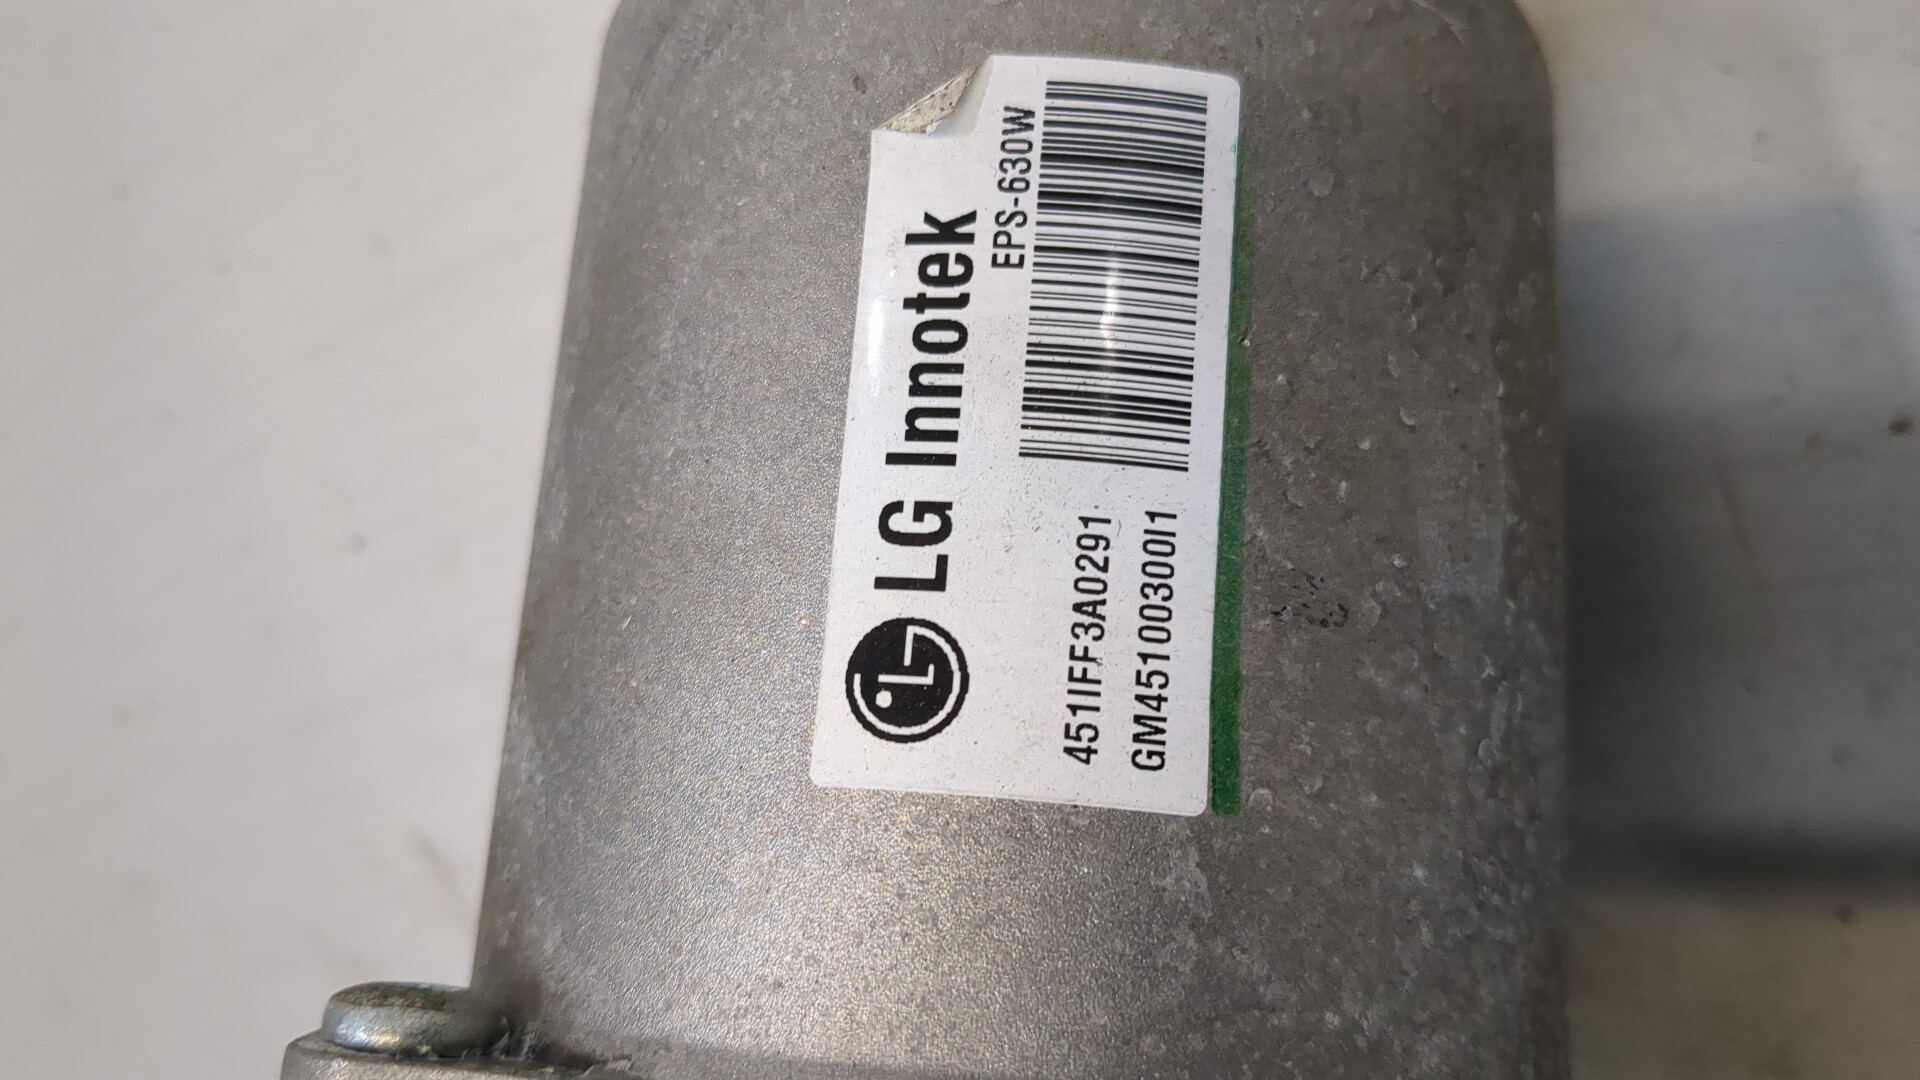 LG Innotek
EPS-630W
451IFF3A0291
GM45100300I1